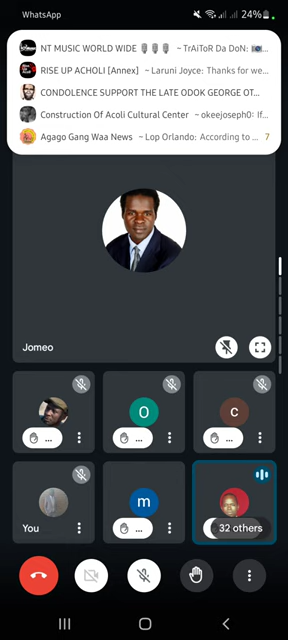 WhatsApp 24%
NT MUSIC WORLD WIDE 🎙🎙🎙 ~ TrAiToR Da DoN: 📷...
RISE UP ACHOLI [Annex] ~ Laruni Joyce: Thanks for we...
CONDOLENCE SUPPORT THE LATE ODOK GEORGE OT...
Construction Of Acoli Cultural Center ~ okeejoseph0: If...
Agago Gang Waa News ~ Lop Orlando: According to ... 7
Jomeo
O
c
... ... ...
You
m
...
32 others